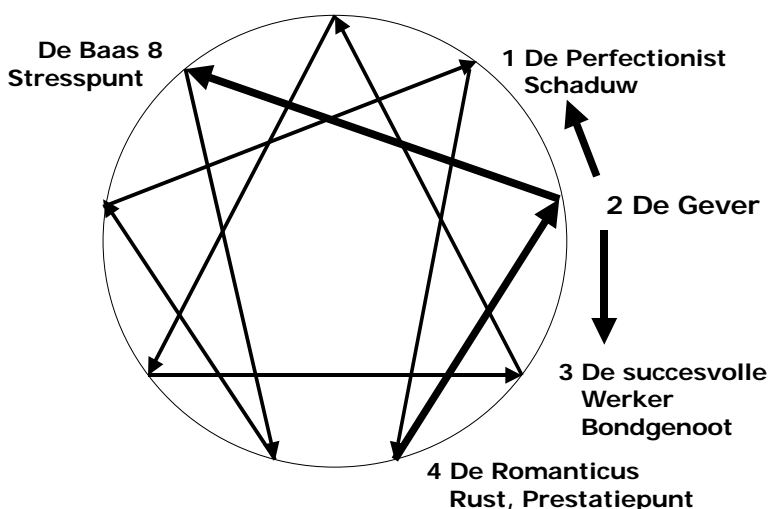 De Baas 8
Stresspunt
1 De Perfectionist
Schaduw
2 De Gever
3 De succesvolle
Werker
Bondgenoot
4 De Romanticus
Rust, Prestatiepunt